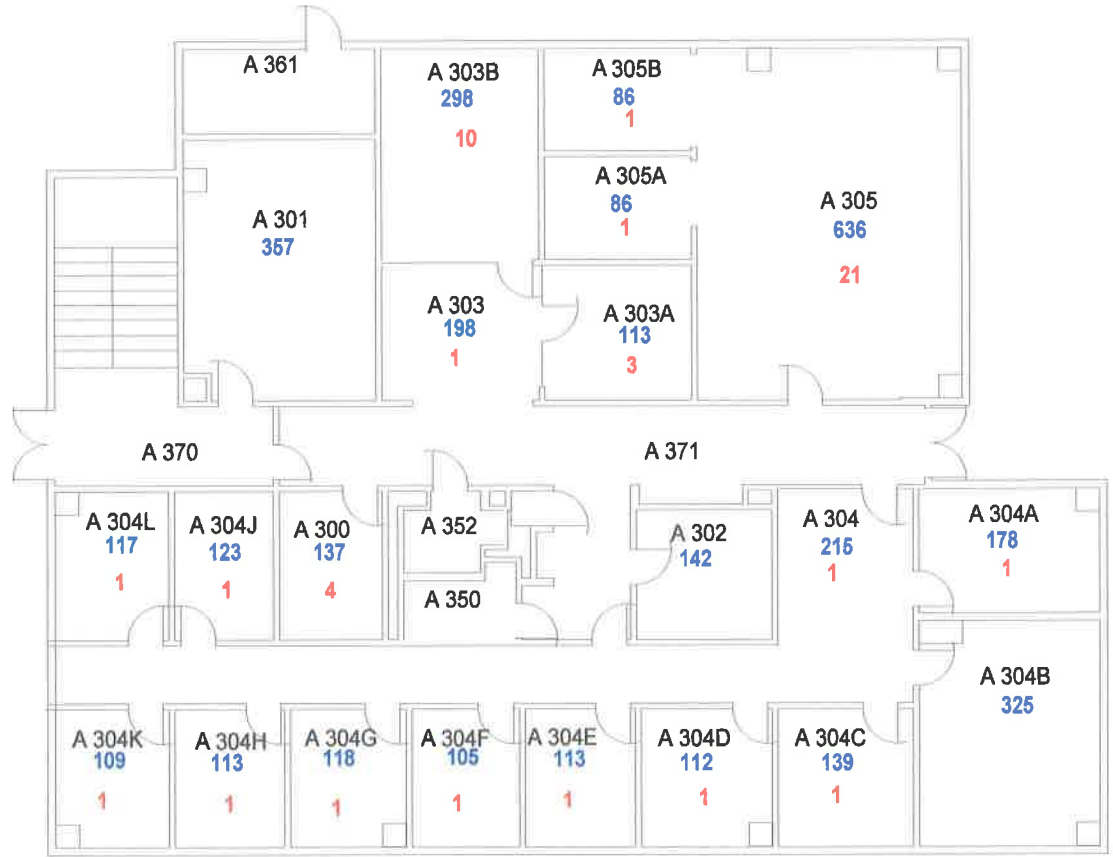 A 361
A 303B
298
10
A 305B
86
1
A 305A
86
1
A 305
636
21
A 301
357
A 303
198
1
A 303A
113
3
A 370
A 371
A 304L
117
1
A 304J
123
1
A 300
137
4
A 352
A 350
A 302
142
A 304
215
1
A 304A
178
1
A 304B
325
A 304K
109
1
A 304H
113
1
A 304G
118
1
A 304F
105
1
A 304E
113
1
A 304D
112
1
A 304C
139
1